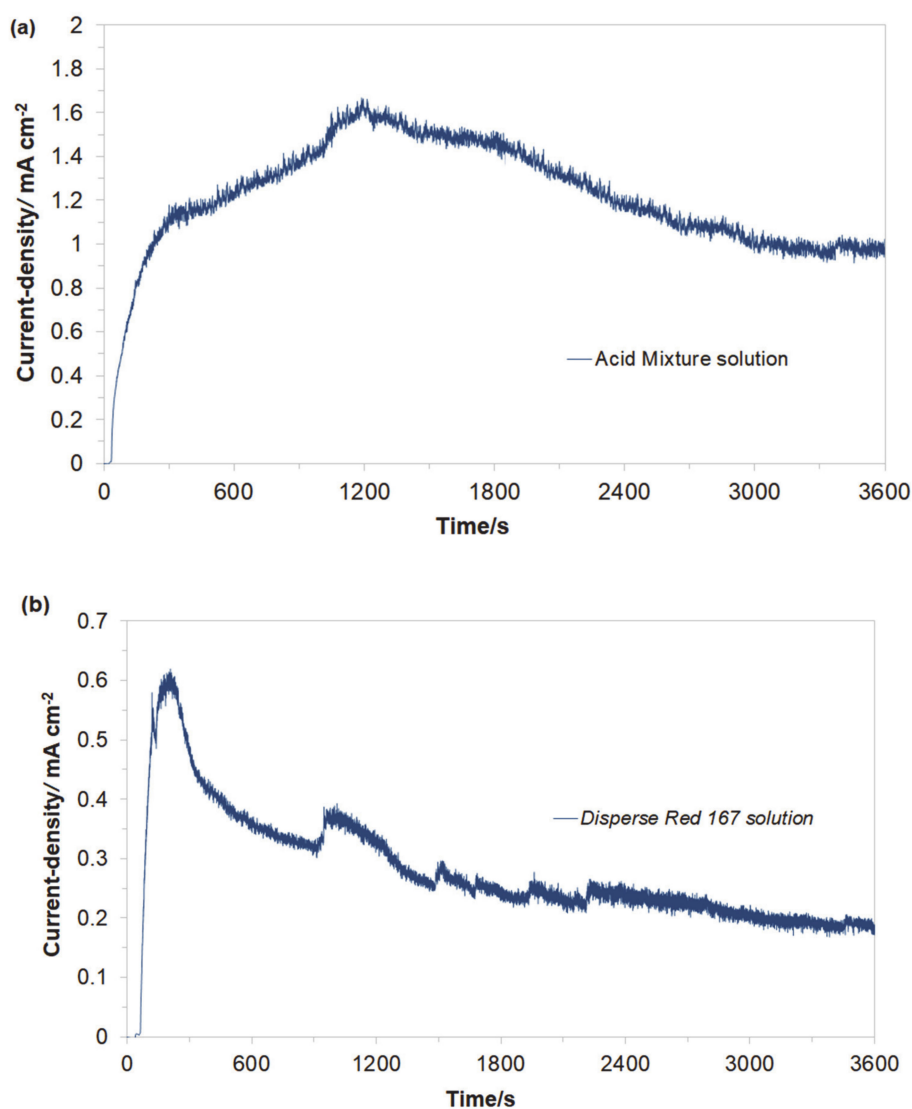 (a)
2
1.8
1.6
1.4
1.2
1
0.8
0.6
0.4
0.2
0
Current-density/ mA cm-2
Acid Mixture solution
0 600 1200 1800 2400 3000 3600
Time/s
(b)
0.7
0.6
0.5
0.4
0.3
0.2
0.1
0
Current-density/ mA cm-2
Disperse Red 167 solution
0 600 1200 1800 2400 3000 3600
Time/s